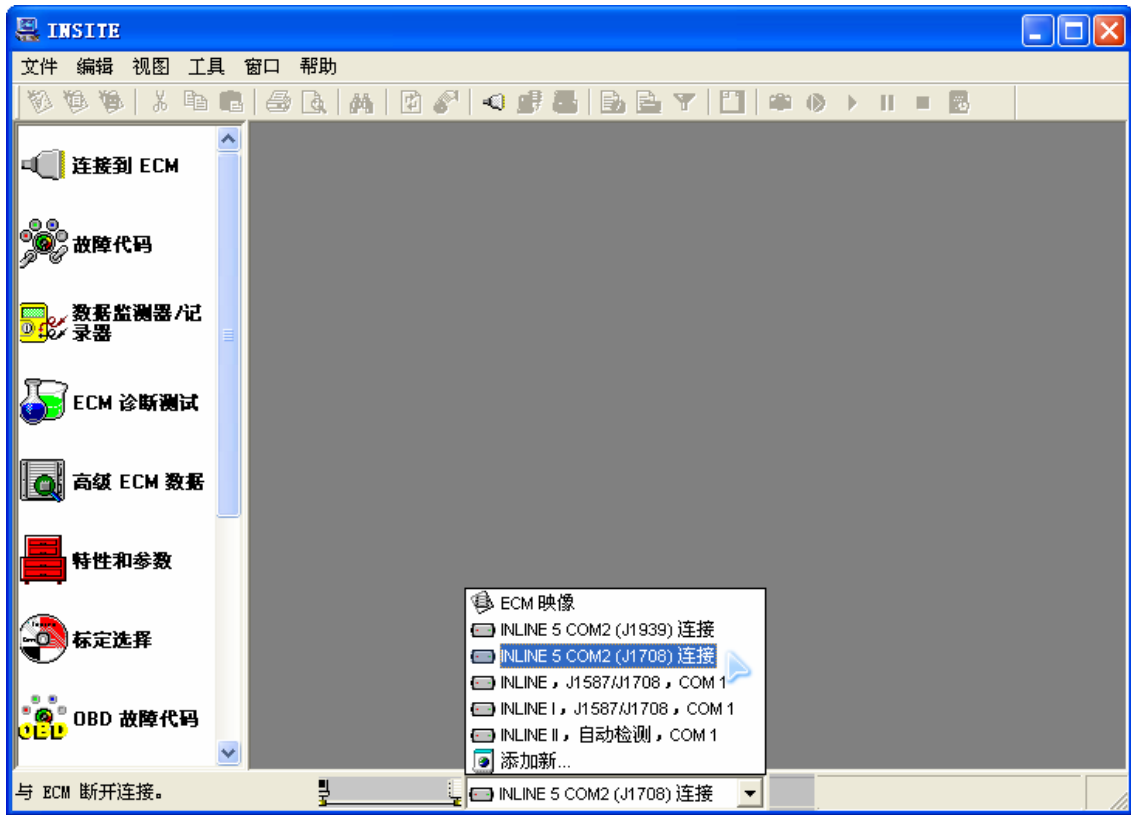 INSITE
文件 编辑 视图 工具 窗口 帮助
连接到 ECM
故障代码
数据监测器/记
录器
ECM 诊断测试
高级 ECM 数据
特性和参数
标定选择
OBD 故障代码
ECM 映像
INLINE 5 COM2 (J1939) 连接
INLINE 5 COM2 (J1708) 连接
INLINE，J1587/J1708，COM 1
INLINE I，J1587/J1708，COM 1
INLINE II，自动检测，COM 1
添加新...
与 ECM 断开连接。
INLINE 5 COM2 (J1708) 连接